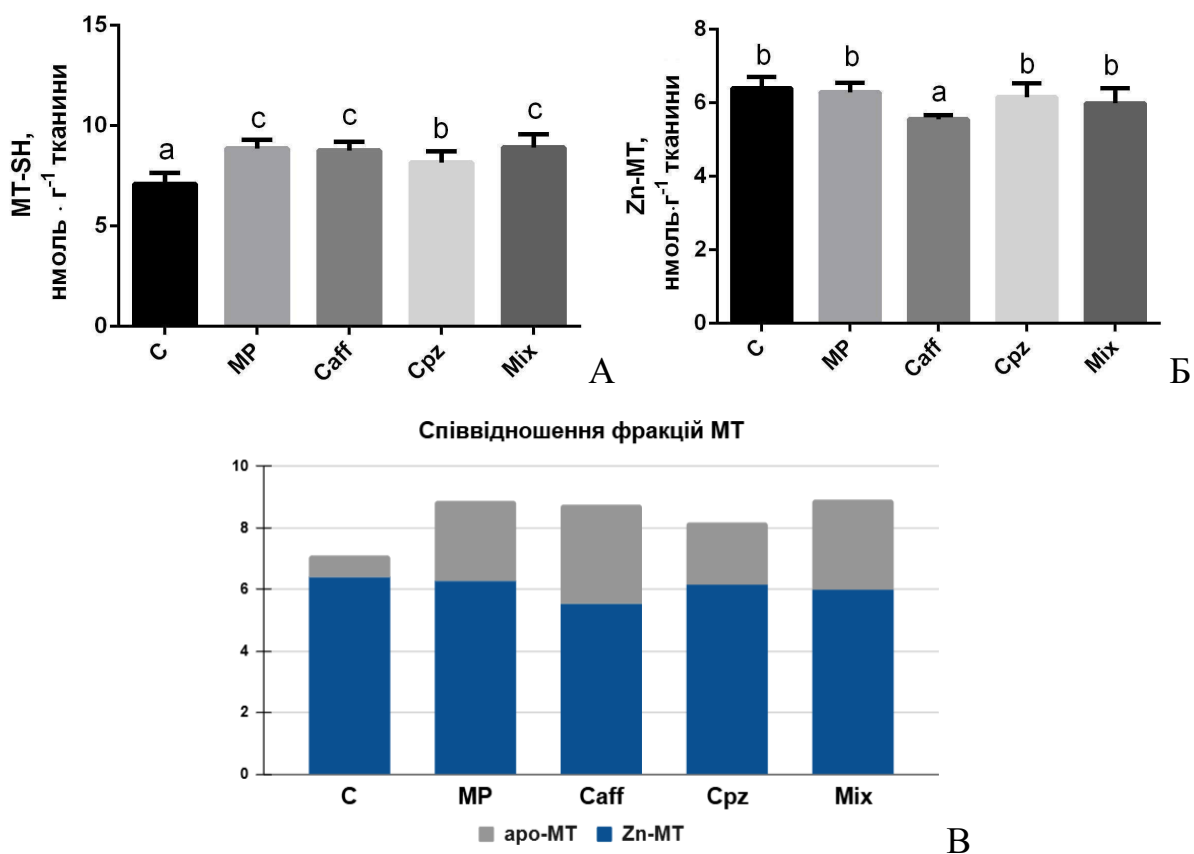 MT-SH,
нмоль · г⁻¹ тканини
15
10
5
0
a
c
c
b
c
C
MP
Caff
Cpz
Mix
А
Zn-MT,
нмоль·г⁻¹ тканини
8
6
4
2
0
b
b
a
b
b
C
MP
Caff
Cpz
Mix
Б
Співвідношення фракцій МТ
10
8
6
4
2
0
C
MP
Caff
Cpz
Mix
apo-MT Zn-MT
В